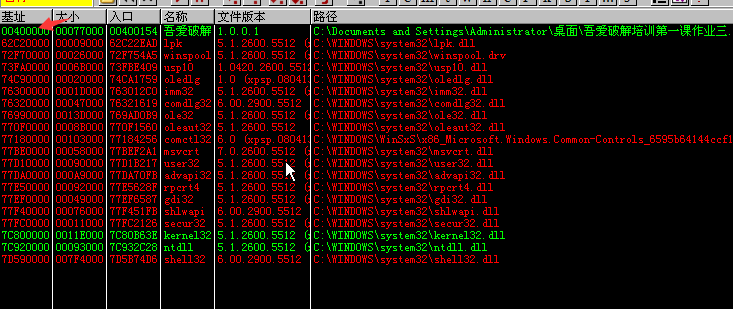 基址 大小 入口 名称 文件版本 路径
00400000 00077000 00400154 吾爱破解 1.0.0.1 C:\Documents and Settings\Administrator\桌面\吾爱破解培训第一课作业三.
62C20000 00009000 62C22EAD lpk 5.1.2600.5512 ( C:\WINDOWS\system32\lpk.dll
72F70000 00026000 72F754A5 winspool 5.1.2600.5512 ( C:\WINDOWS\system32\winspool.drv
73FA0000 0006B000 73FBE409 usp10 1.0420.2600.551 C:\WINDOWS\system32\usp10.dll
74C90000 00020000 74CA1759 oledlg 1.0 (xpsp.08041 C:\WINDOWS\system32\oledlg.dll
76300000 0001D000 763012C0 imm32 5.1.2600.5512 ( C:\WINDOWS\system32\imm32.dll
76320000 00047000 76321619 comdlg32 6.00.2900.5512 C:\WINDOWS\system32\comdlg32.dll
76990000 0013D000 769AD0B9 ole32 5.1.2600.5512 ( C:\WINDOWS\system32\ole32.dll
770F0000 0008B000 770F1560 oleaut32 5.1.2600.5512 C:\WINDOWS\system32\oleaut32.dll
77180000 00103000 77184256 comctl32 6.0 (xpsp.08041 C:\WINDOWS\WinSxS\x86_Microsoft.Windows.Common-Controls_6595b64144ccf1
77BE0000 00058000 77BEF2A1 msvcrt 7.0.2600.5512 ( C:\WINDOWS\system32\msvcrt.dll
77D10000 00090000 77D1B217 user32 5.1.2600.5512 ( C:\WINDOWS\system32\user32.dll
77DA0000 000A9000 77DA70FB advapi32 5.1.2600.5512 ( C:\WINDOWS\system32\advapi32.dll
77E50000 00092000 77E5628F rpcrt4 5.1.2600.5512 ( C:\WINDOWS\system32\rpcrt4.dll
77EF0000 00049000 77EF6587 gdi32 5.1.2600.5512 ( C:\WINDOWS\system32\gdi32.dll
77F40000 00076000 77F451FB shlwapi 6.00.2900.5512 C:\WINDOWS\system32\shlwapi.dll
77FC0000 00011000 77FC2126 secur32 5.1.2600.5512 ( C:\WINDOWS\system32\secur32.dll
7C800000 0011E000 7C80B63E kernel32 5.1.2600.5512 ( C:\WINDOWS\system32\kernel32.dll
7C920000 00093000 7C932C28 ntdll 5.1.2600.5512 ( C:\WINDOWS\system32\ntdll.dll
7D590000 007F4000 7D5B74D6 shell32 6.00.2900.5512 C:\WINDOWS\system32\shell32.dll